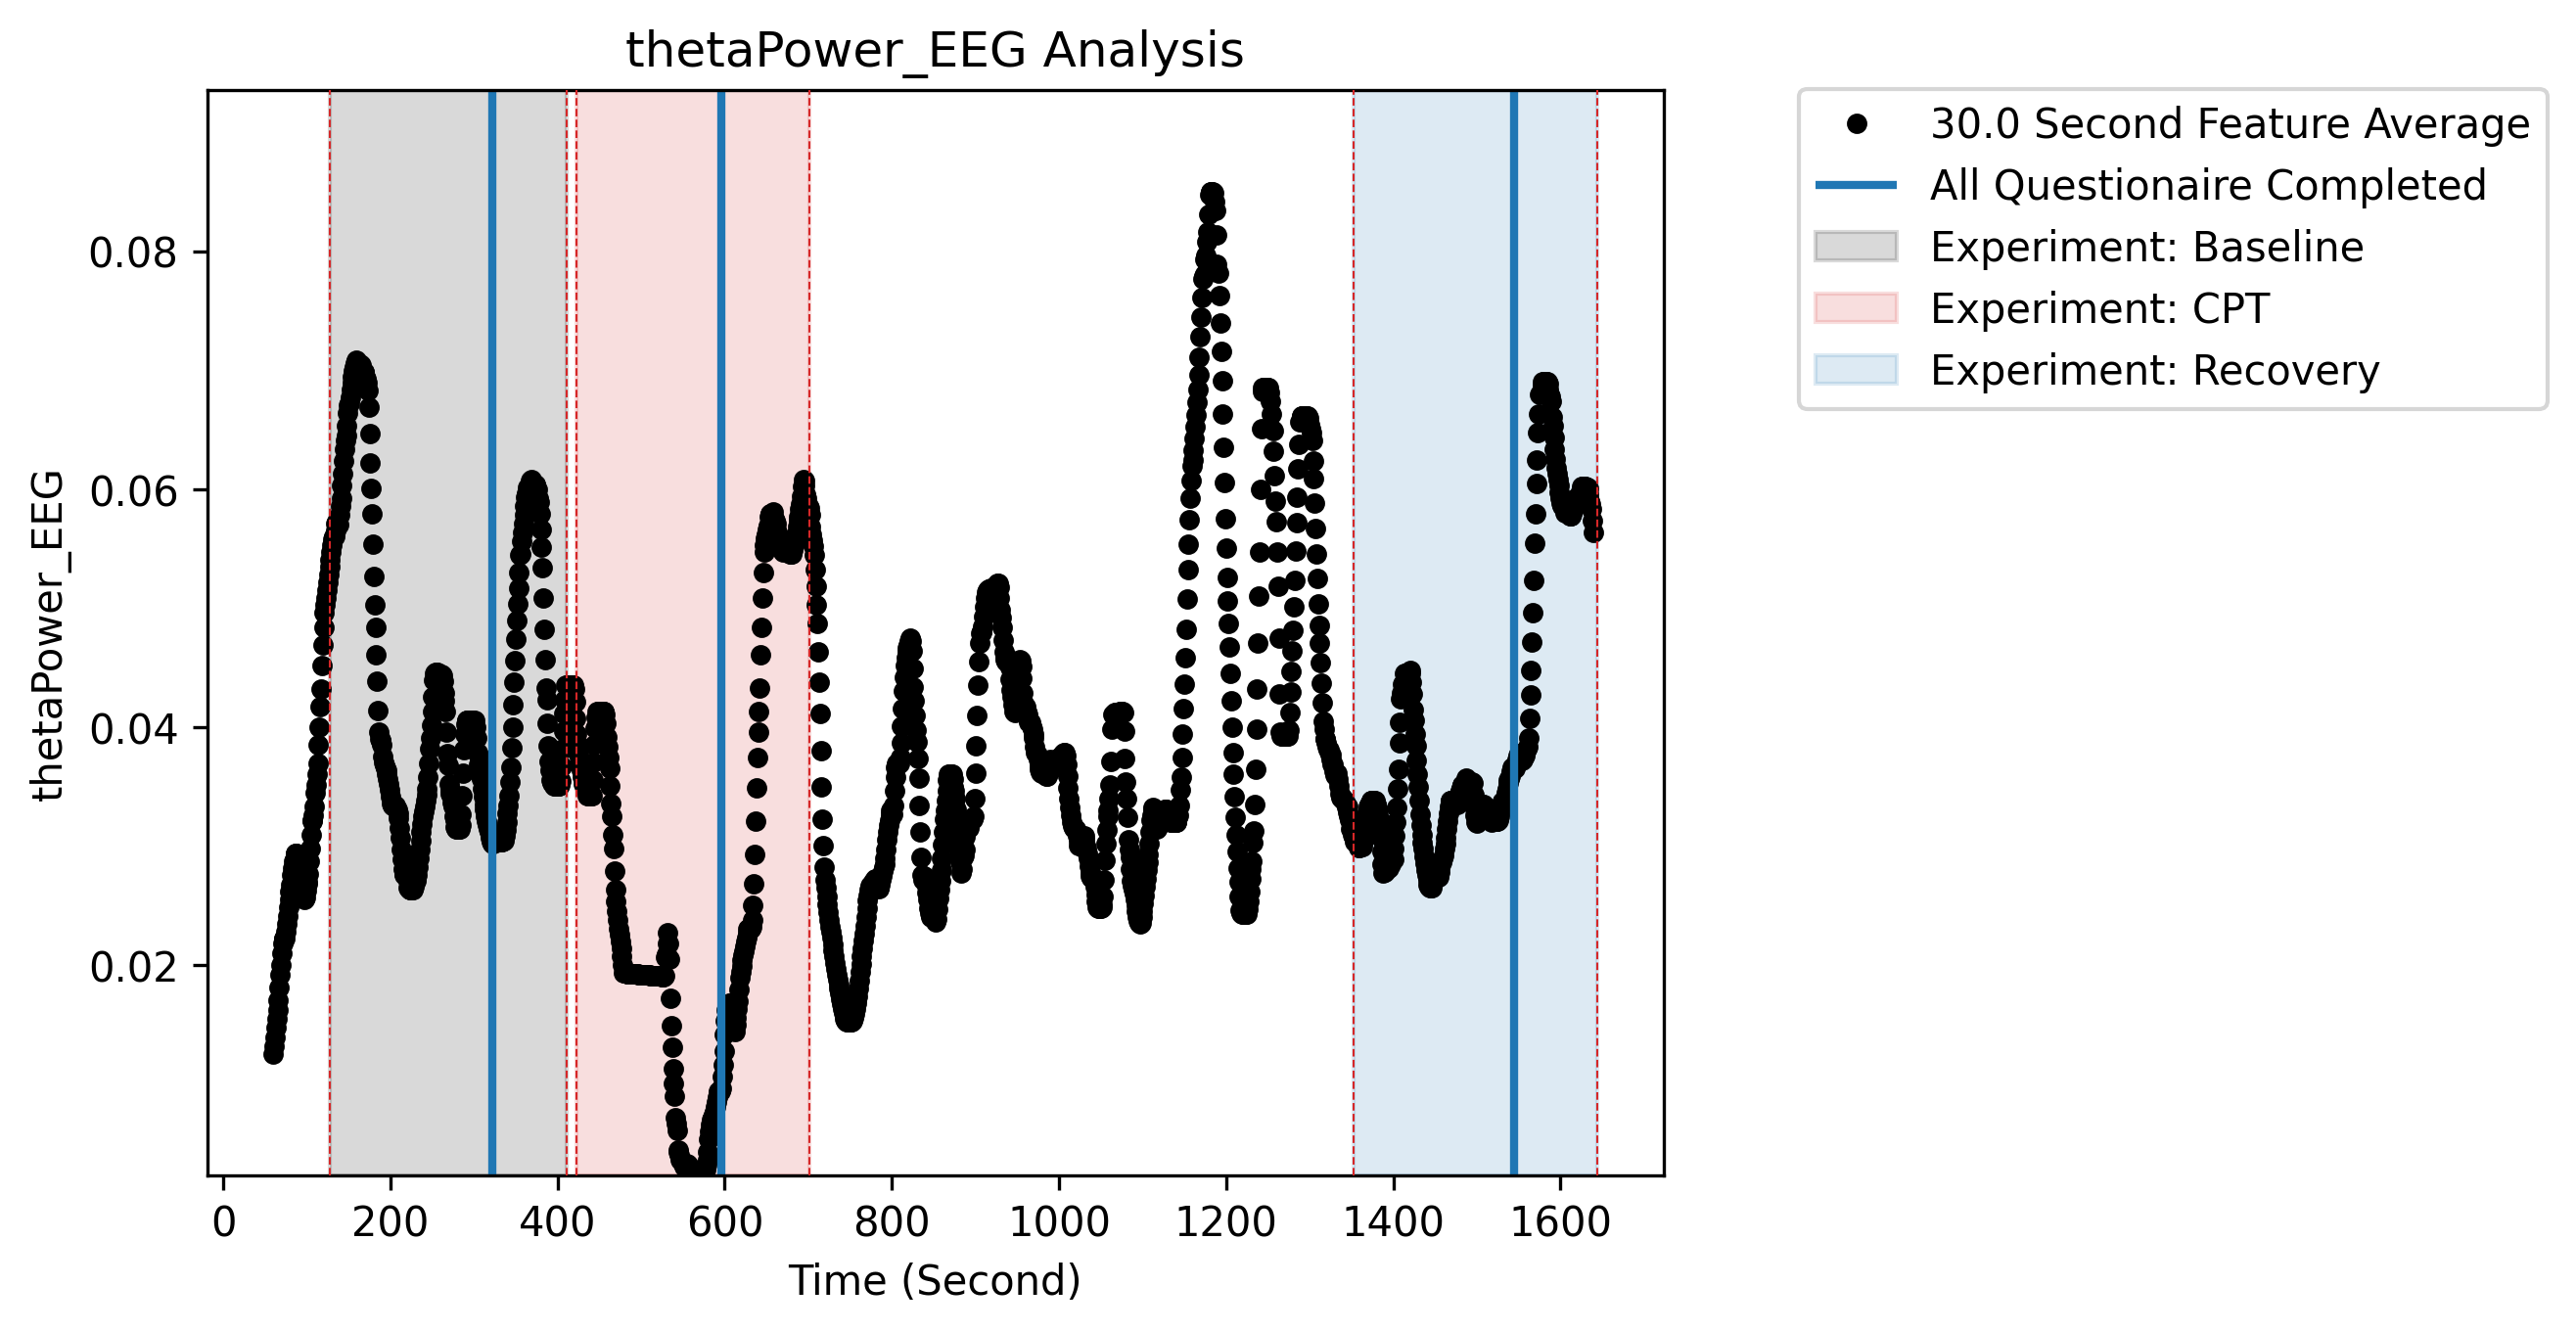 thetaPower_EEG Analysis
30.0 Second Feature Average
All Questionaire Completed
Experiment: Baseline
Experiment: CPT
Experiment: Recovery
thetaPower_EEG
0.08
0.06
0.04
0.02
0 200 400 600 800 1000 1200 1400 1600
Time (Second)